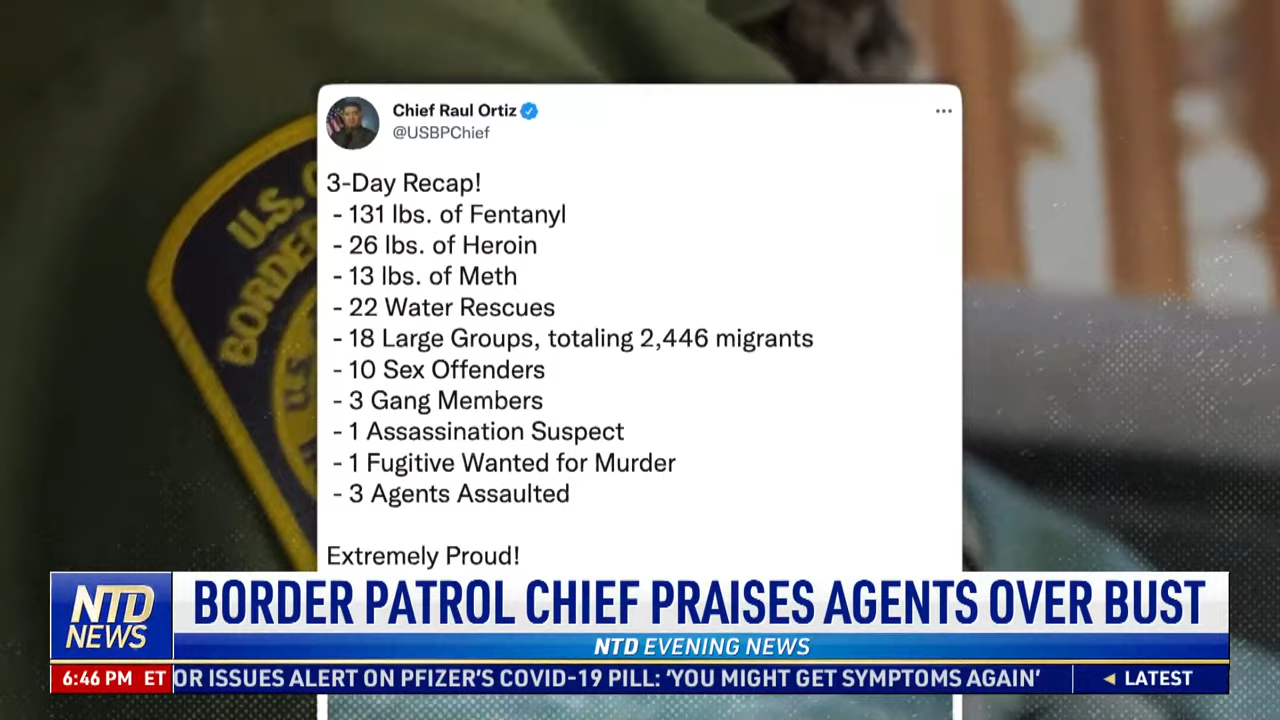 U.S.
BORDER
U.S.
Chief Raul Ortiz
@USBPChief
3-Day Recap!
- 131 lbs. of Fentanyl
- 26 lbs. of Heroin
- 13 lbs. of Meth
- 22 Water Rescues
- 18 Large Groups, totaling 2,446 migrants
- 10 Sex Offenders
- 3 Gang Members
- 1 Assassination Suspect
- 1 Fugitive Wanted for Murder
- 3 Agents Assaulted
Extremely Proud!
NTD
NEWS
BORDER PATROL CHIEF PRAISES AGENTS OVER BUST
NTD EVENING NEWS
6:46 PM ET
OR ISSUES ALERT ON PFIZER'S COVID-19 PILL: 'YOU MIGHT GET SYMPTOMS AGAIN'
LATEST